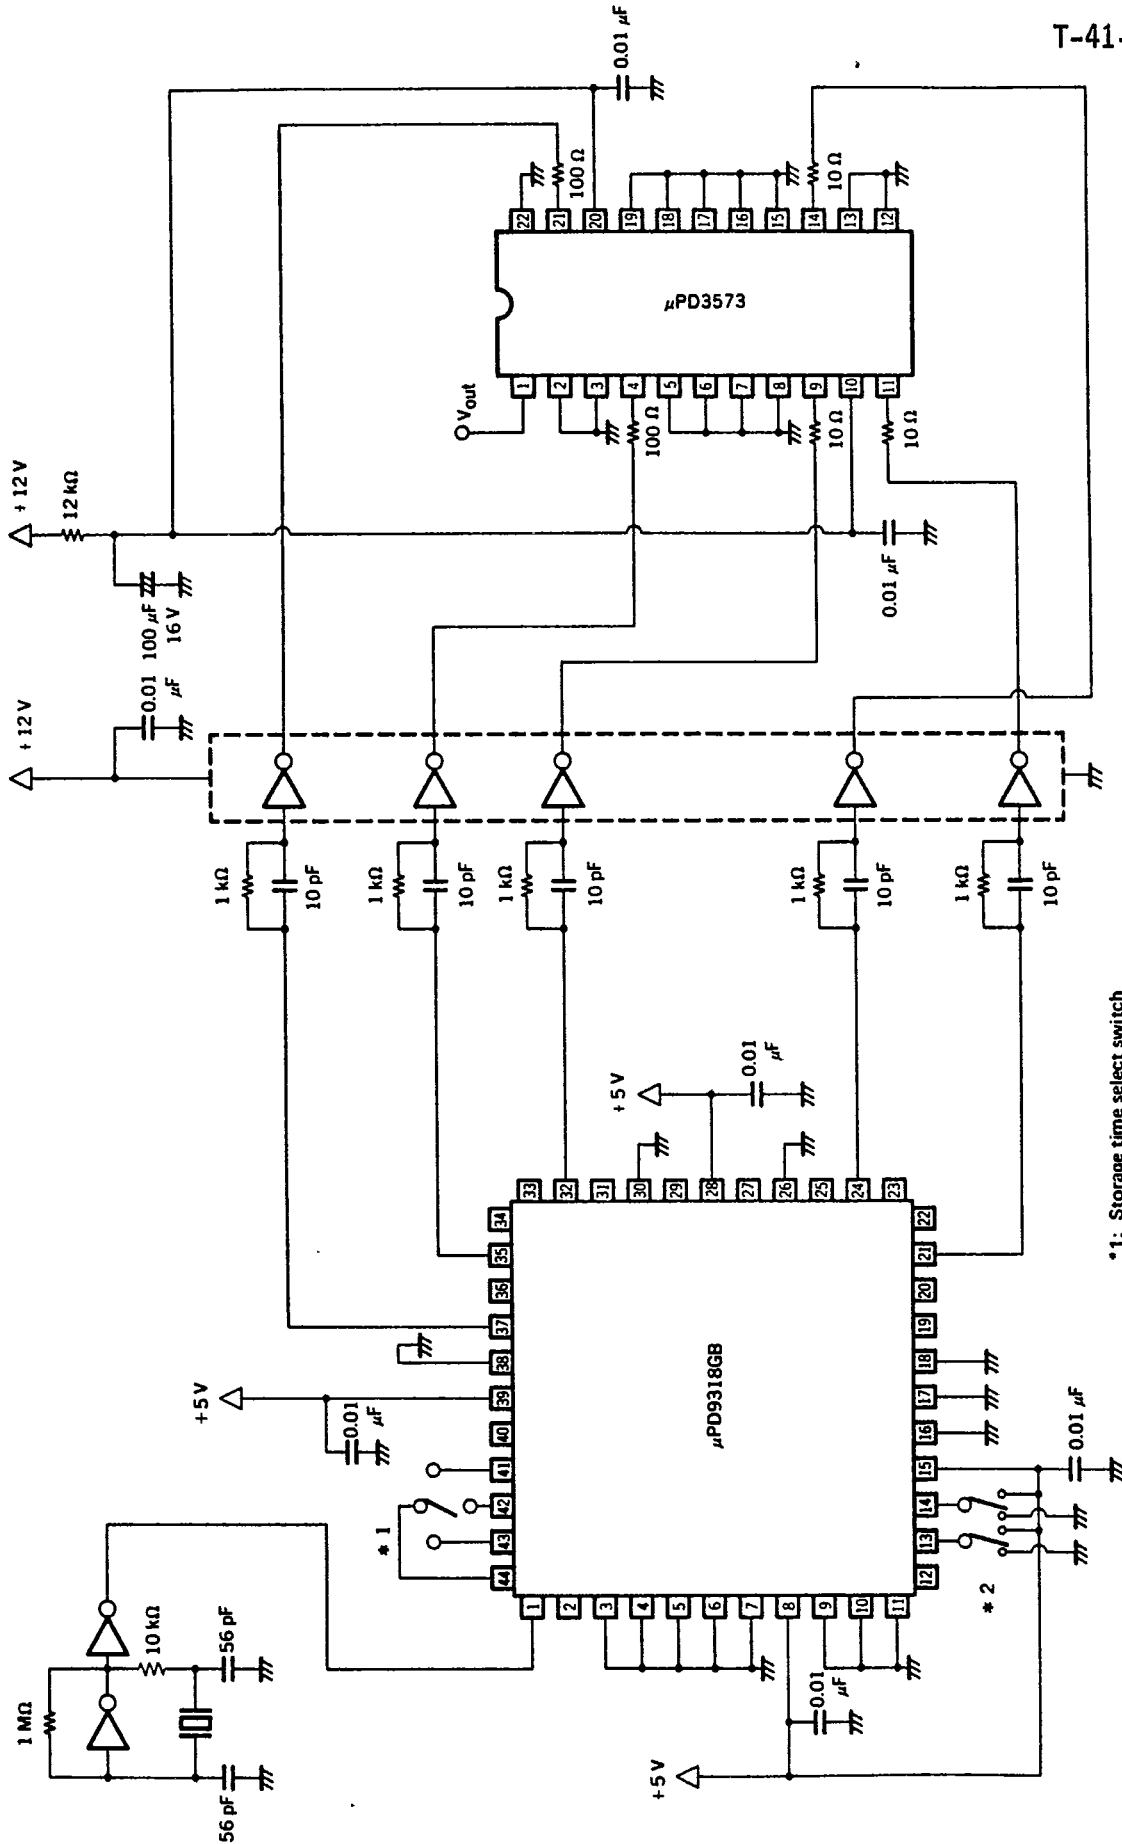 T-41-
+12 V
12 kΩ
100 μF
16 V
0.01 μF
+12 V
0.01
μF
100 Ω
22
21
20
19
18
17
16
15
14
13
12
10 Ω
μPD3573
Vout
1
2
3
4
5
6
7
8
9
10
11
100 Ω
10 Ω
10 Ω
0.01 μF
1 kΩ
10 pF
1 kΩ
10 pF
1 kΩ
10 pF
1 kΩ
10 pF
1 kΩ
10 pF
+5 V
0.01
μF
+5 V
0.01
μF
* 1
44
43
42
41
40
39
38
37
36
35
34
33
32
31
30
29
28
27
26
25
24
23
μPD9318GB
1
2
3
4
5
6
7
8
9
10
11
12
13
14
15
16
17
18
19
20
21
22
* 2
0.01 μF
0.01
μF
+5 V
1 MΩ
10 kΩ
56 pF
56 pF
*1: Storage time select switch